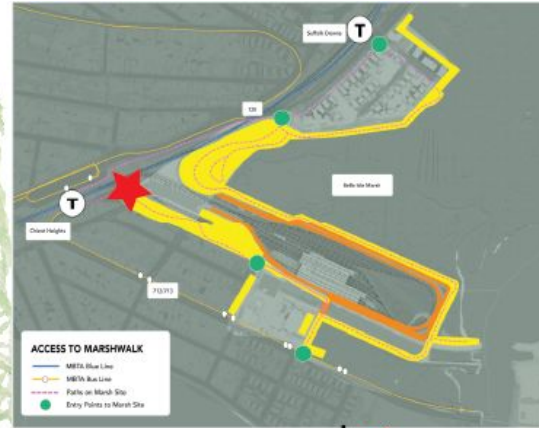 Suffolk Downs
T
120
Belle Isle Marsh
T
Orient Heights
712/713
ACCESS TO MARSHWALK
MBTA Blue Line
MBTA Bus Line
Paths on Marsh Site
Entry Points to Marsh Site